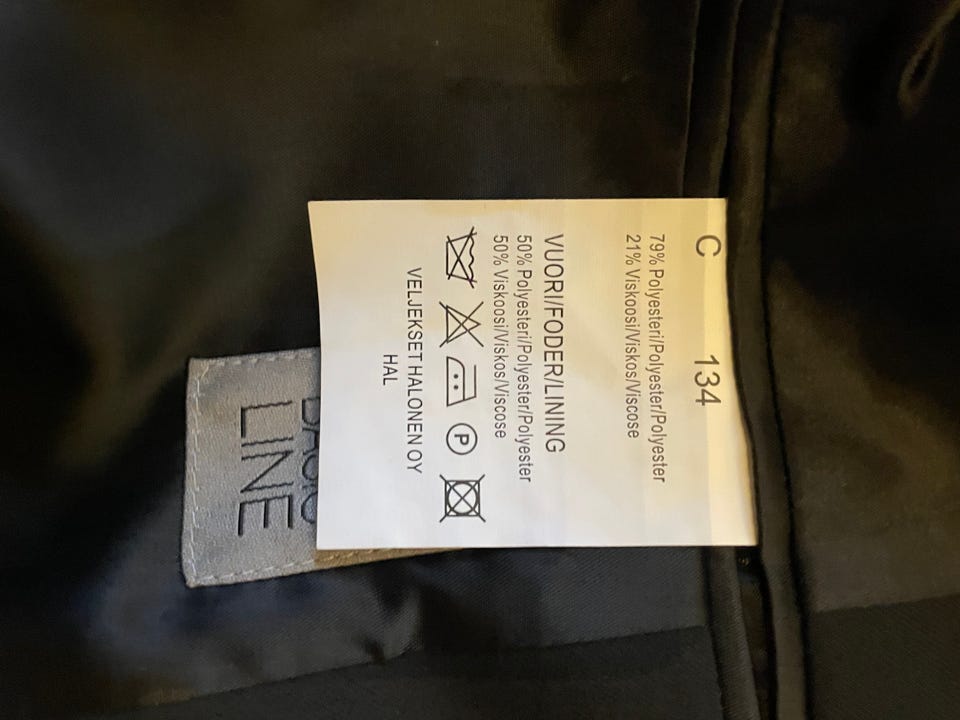 C 134
79% Polyesteri/Polyester/Polyester
21% Viskoosi/Viskos/Viscose
VUORI/FODER/LINING
50% Polyesteri/Polyester/Polyester
50% Viskoosi/Viskos/Viscose
P
VELJEKSET HALONEN OY
HAL
LINE